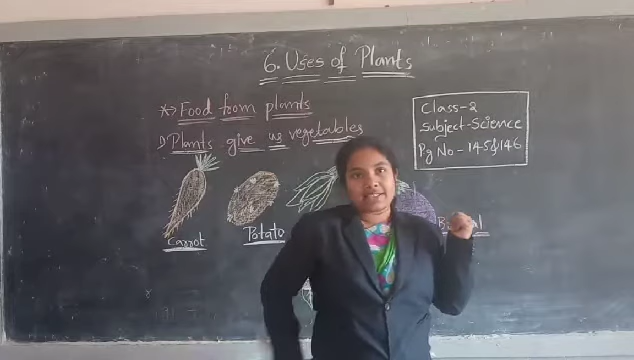 6. Uses of Plants
*→ Food from plants
1) Plants give us vegetables
Class-2
Subject-Science
Pg No - 145&146
Carrot
Potato